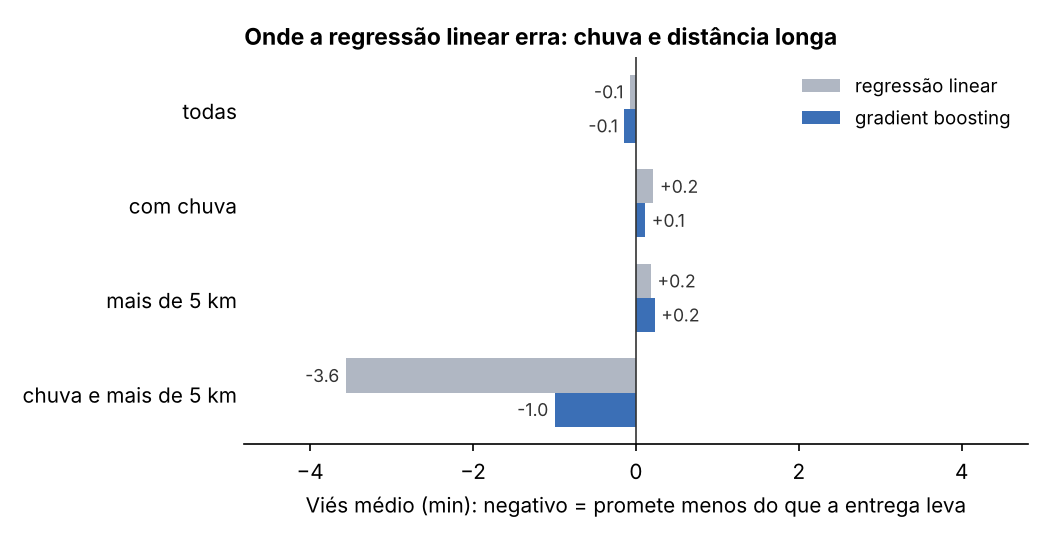 Onde a regressão linear erra: chuva e distância longa
regressão linear
gradient boosting
todas
-0.1
-0.1
com chuva
+0.2
+0.1
mais de 5 km
+0.2
+0.2
chuva e mais de 5 km
-3.6
-1.0
−4 −2 0 2 4
Viés médio (min): negativo = promete menos do que a entrega leva